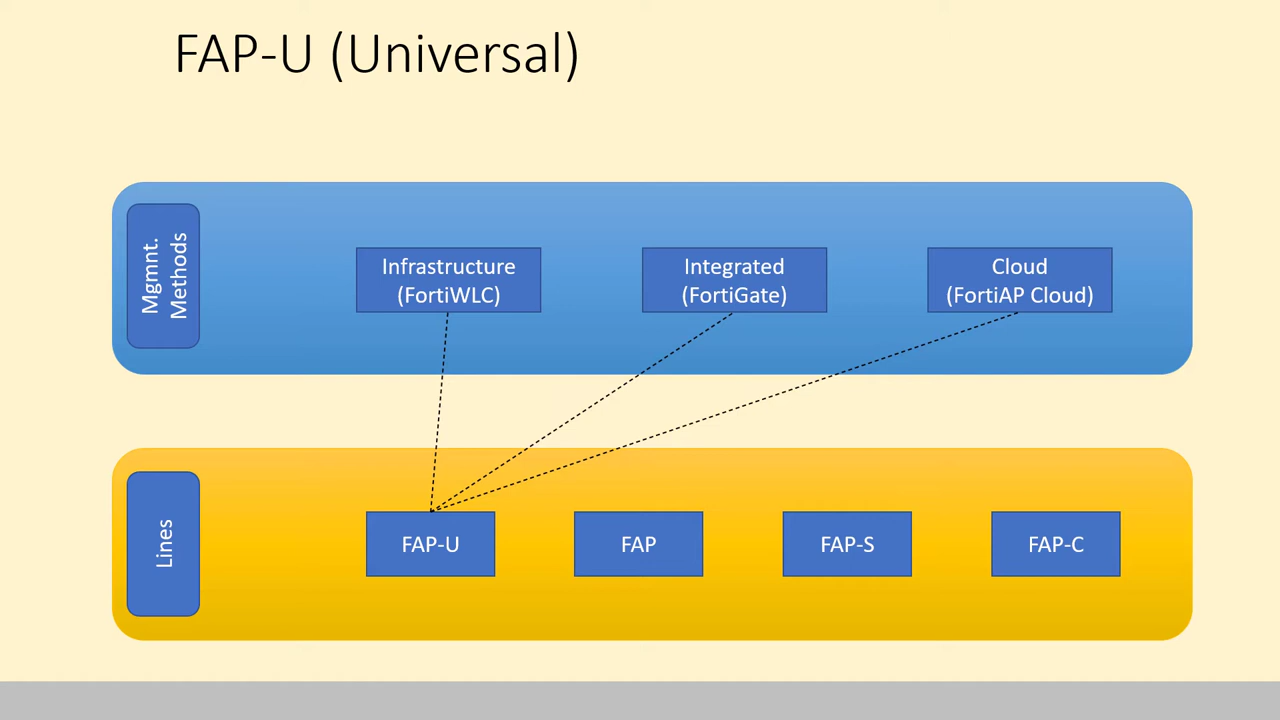 FAP-U (Universal)
Mgmnt.
Methods
Infrastructure
(FortiWLC)
Integrated
(FortiGate)
Cloud
(FortiAP Cloud)
Lines
FAP-U
FAP
FAP-S
FAP-C